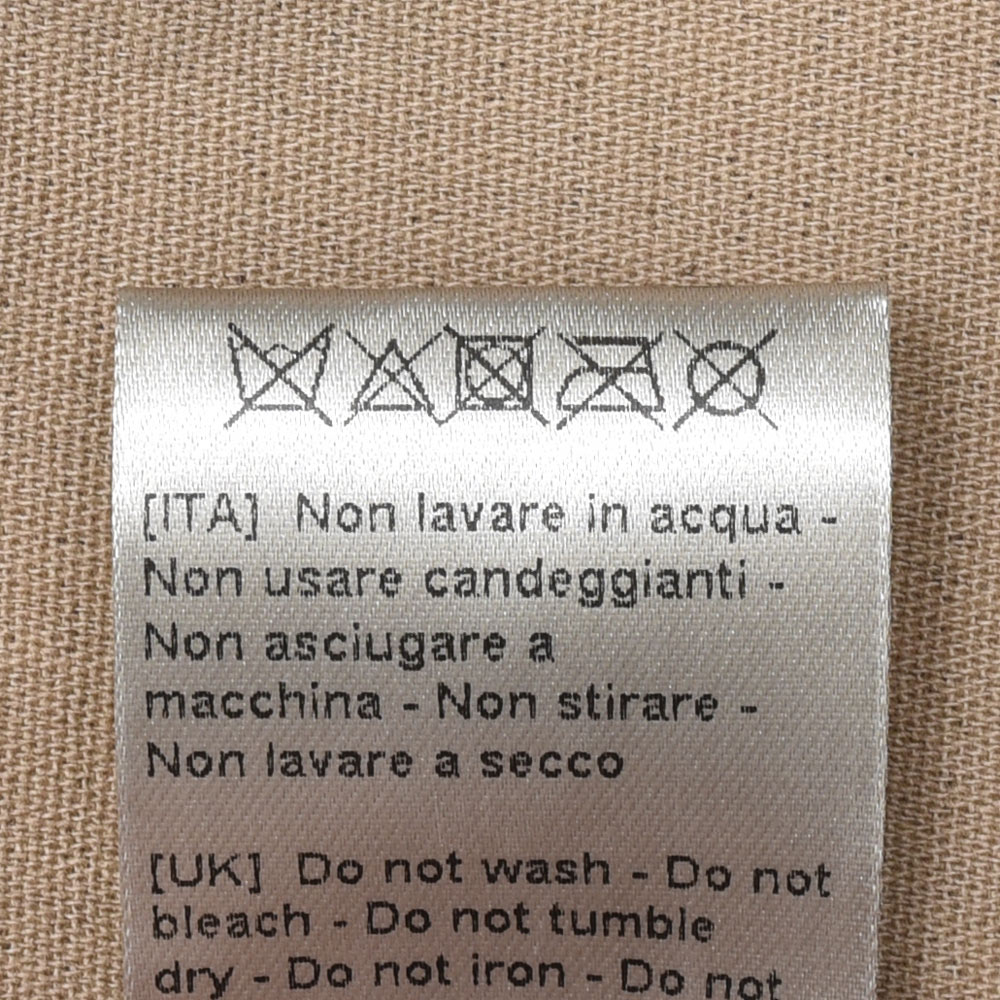 [ITA] Non lavare in acqua -
Non usare candeggianti -
Non asciugare a
macchina - Non stirare -
Non lavare a secco
[UK] Do not wash - Do not
bleach - Do not tumble
dry - Do not iron - Do not